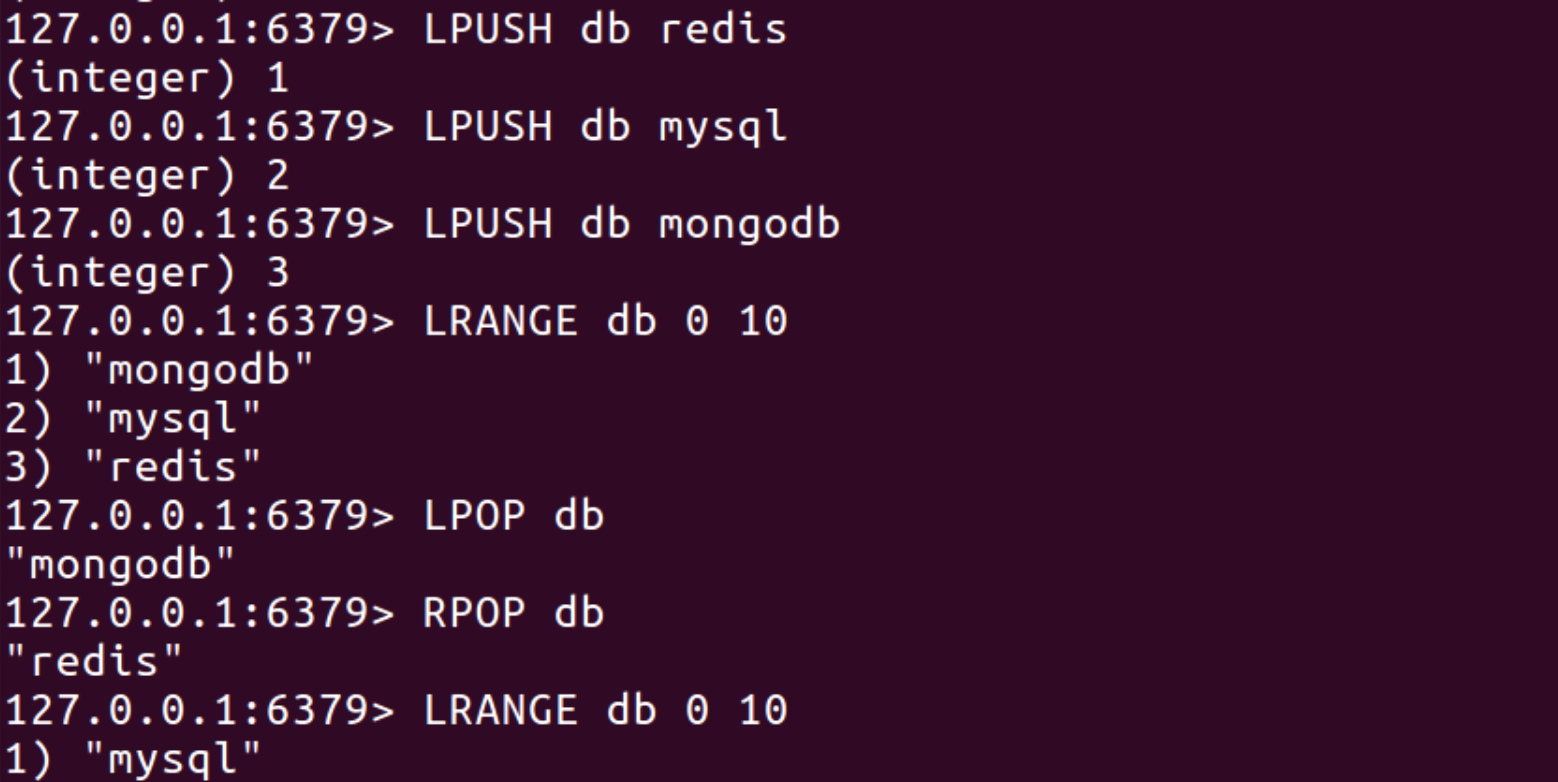 127.0.0.1:6379> LPUSH db redis
(integer) 1
127.0.0.1:6379> LPUSH db mysql
(integer) 2
127.0.0.1:6379> LPUSH db mongodb
(integer) 3
127.0.0.1:6379> LRANGE db 0 10
1) "mongodb"
2) "mysql"
3) "redis"
127.0.0.1:6379> LPOP db
"mongodb"
127.0.0.1:6379> RPOP db
"redis"
127.0.0.1:6379> LRANGE db 0 10
1) "mysql"